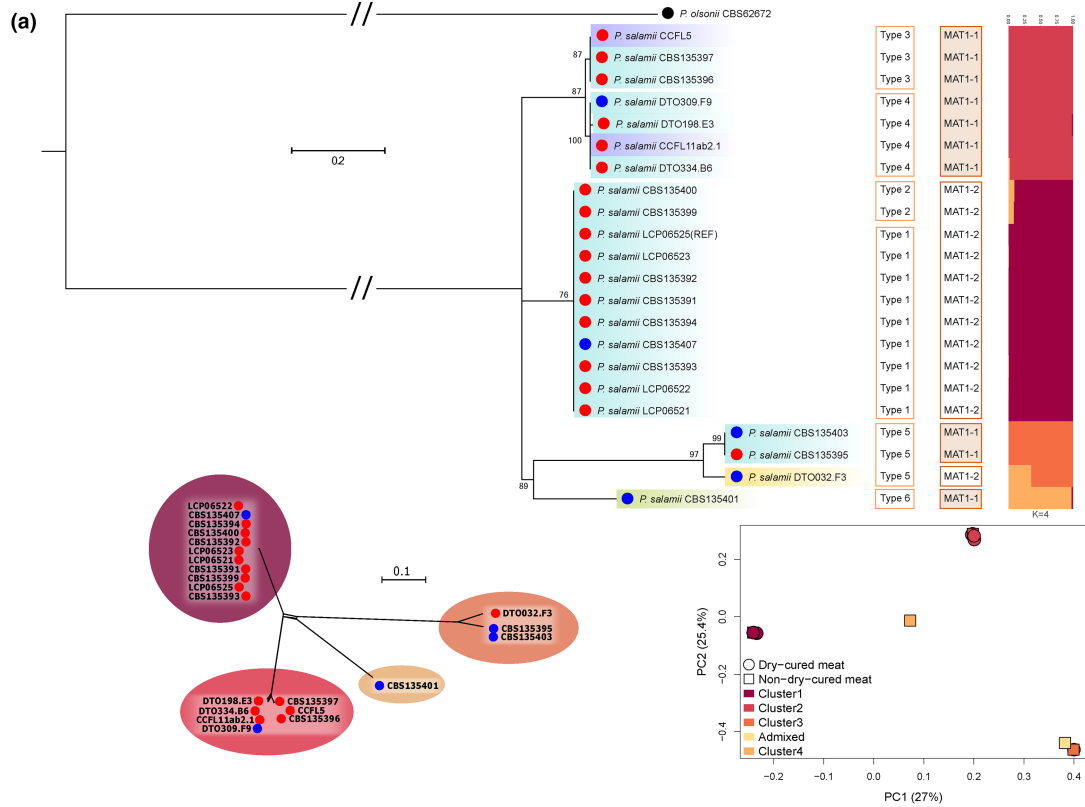 (a)
P. olsonii CBS62672
0.00 0.25 0.50 0.75 1.00
P. salamii CCFL5 Type 3 MAT1-1
P. salamii CBS135397 Type 3 MAT1-1
P. salamii CBS135396 Type 3 MAT1-1
P. salamii DTO309.F9 Type 4 MAT1-1
P. salamii DTO198.E3 Type 4 MAT1-1
P. salamii CCFL11ab2.1 Type 4 MAT1-1
P. salamii DTO334.B6 Type 4 MAT1-1
P. salamii CBS135400 Type 2 MAT1-2
P. salamii CBS135399 Type 2 MAT1-2
P. salamii LCP06525(REF) Type 1 MAT1-2
P. salamii LCP06523 Type 1 MAT1-2
P. salamii CBS135392 Type 1 MAT1-2
P. salamii CBS135391 Type 1 MAT1-2
P. salamii CBS135394 Type 1 MAT1-2
P. salamii CBS135407 Type 1 MAT1-2
P. salamii CBS135393 Type 1 MAT1-2
P. salamii LCP06522 Type 1 MAT1-2
P. salamii LCP06521 Type 1 MAT1-2
P. salamii CBS135403 Type 5 MAT1-1
P. salamii CBS135395 Type 5 MAT1-1
P. salamii DTO032.F3 Type 5 MAT1-2
P. salamii CBS135401 Type 6 MAT1-1
K=4
87
87
100
76
99
97
89
0.2
LCP06522
CBS135407
CBS135394
CBS135400
CBS135392
LCP06523
LCP06521
CBS135391
CBS135399
LCP06525
CBS135393
0.1
DTO032.F3
CBS135395
CBS135403
CBS135401
DTO198.E3 CBS135397
DTO334.B6 CCFL5
CCFL11ab2.1 CBS135396
DTO309.F9
PC2 (25.4%)
0.2
0.0
−0.2
−0.4
Dry−cured meat
Non−dry−cured meat
Cluster1
Cluster2
Cluster3
Admixed
Cluster4
−0.2 −0.1 0.0 0.1 0.2 0.3 0.4
PC1 (27%)